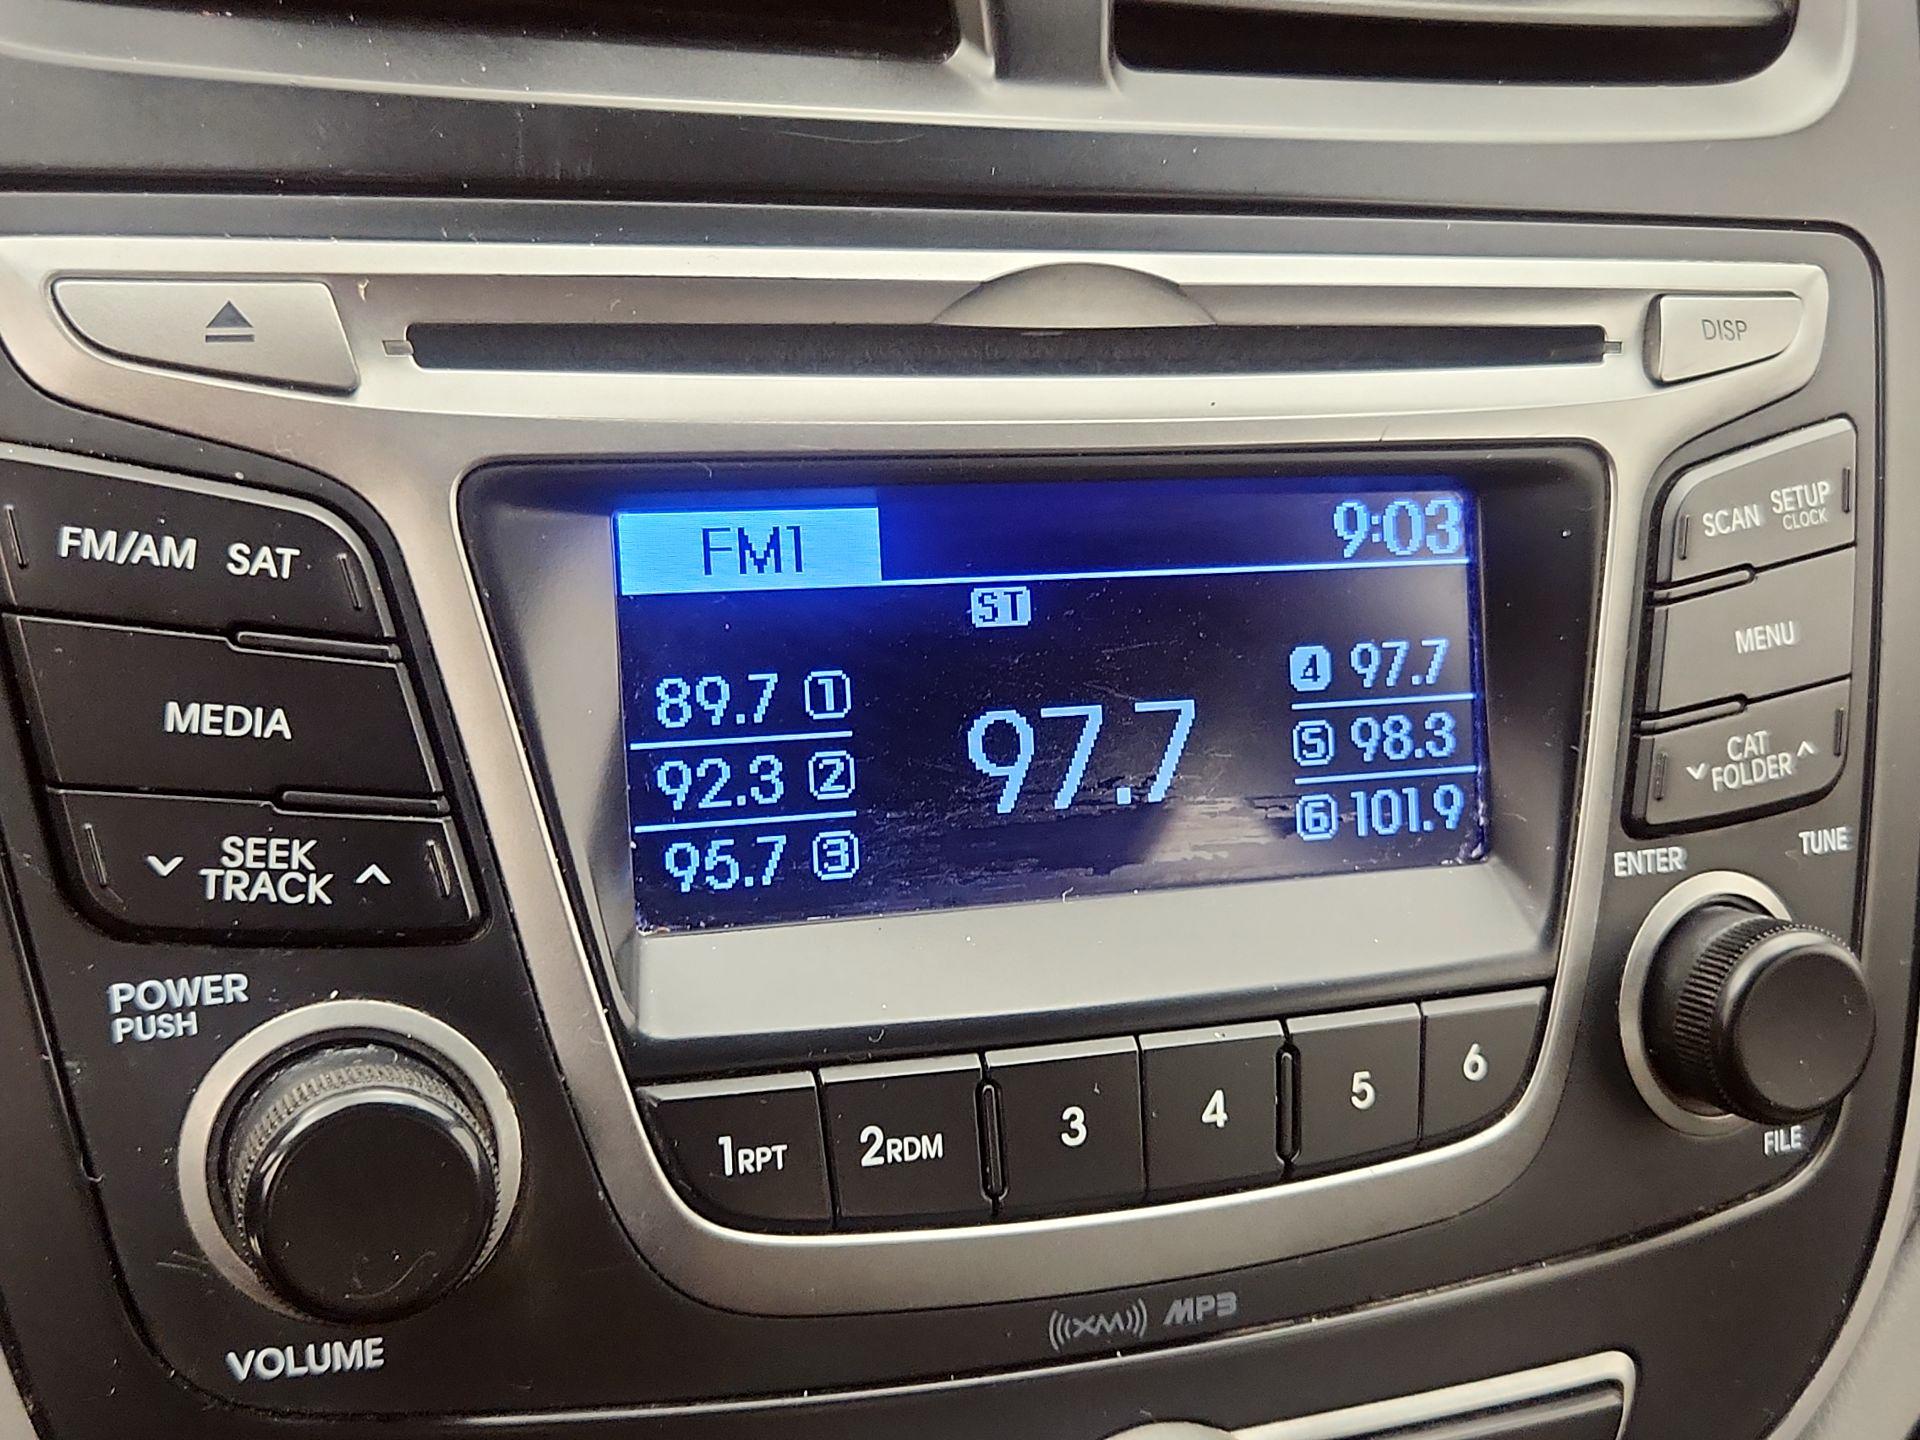 DISP
FM/AM SAT
MEDIA
SEEK
TRACK
POWER
PUSH
VOLUME
FM1
9:03
ST
89.7 1
92.3 2
95.7 3
97.7
4 97.7
5 98.3
6 101.9
SCAN SETUP
CLOCK
MENU
CAT
FOLDER
ENTER
TUNE
FILE
1RPT
2RDM
3
4
5
6
((XM)) MP3